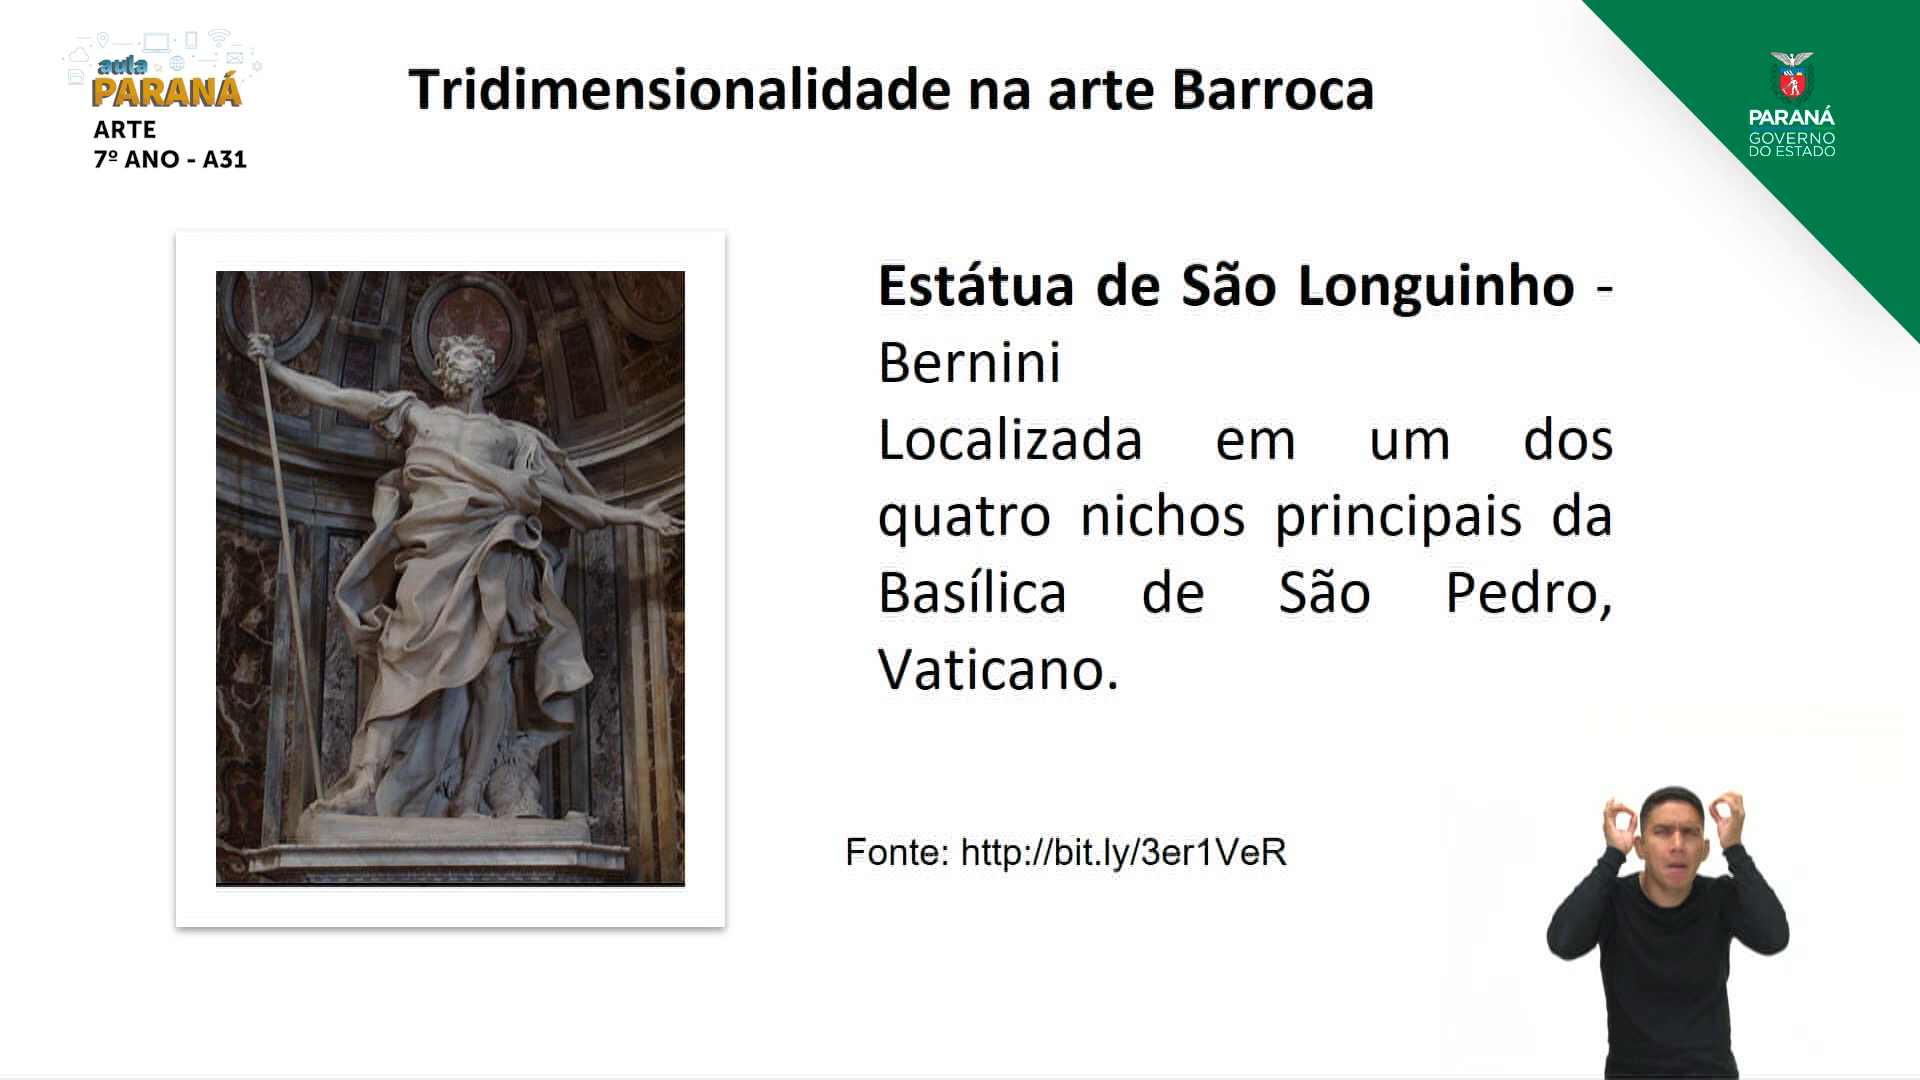 aula
PARANÁ
ARTE
7º ANO - A31
Tridimensionalidade na arte Barroca
PARANÁ
GOVERNO
DO ESTADO
Estátua de São Longuinho -
Bernini
Localizada em um dos
quatro nichos principais da
Basílica de São Pedro,
Vaticano.
Fonte: http://bit.ly/3er1VeR